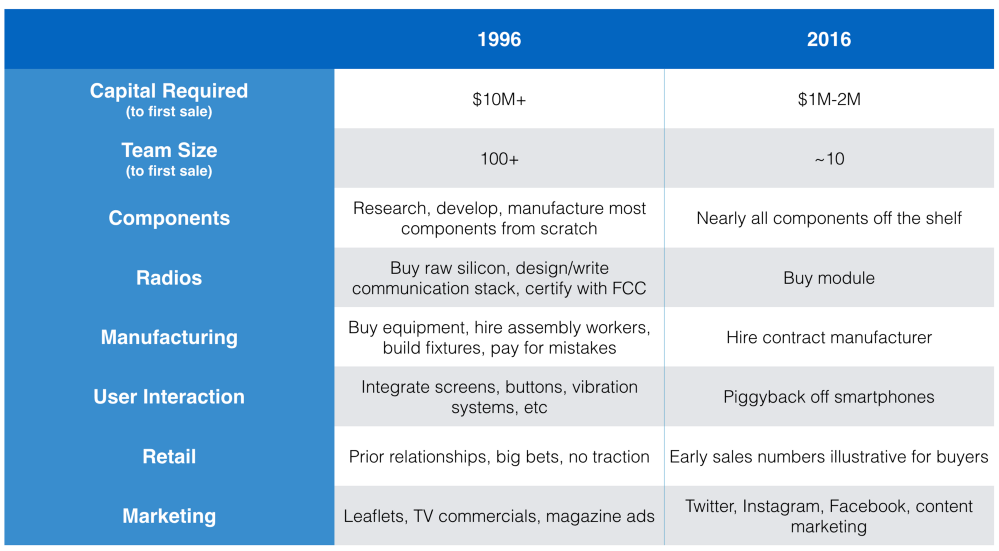 1996 2016
Capital Required
(to first sale)
$10M+
$1M-2M
Team Size
(to first sale)
100+
~10
Components
Research, develop, manufacture most
components from scratch
Nearly all components off the shelf
Radios
Buy raw silicon, design/write
communication stack, certify with FCC
Buy module
Manufacturing
Buy equipment, hire assembly workers,
build fixtures, pay for mistakes
Hire contract manufacturer
User Interaction
Integrate screens, buttons, vibration
systems, etc
Piggyback off smartphones
Retail
Prior relationships, big bets, no traction
Early sales numbers illustrative for buyers
Marketing
Leaflets, TV commercials, magazine ads
Twitter, Instagram, Facebook, content
marketing